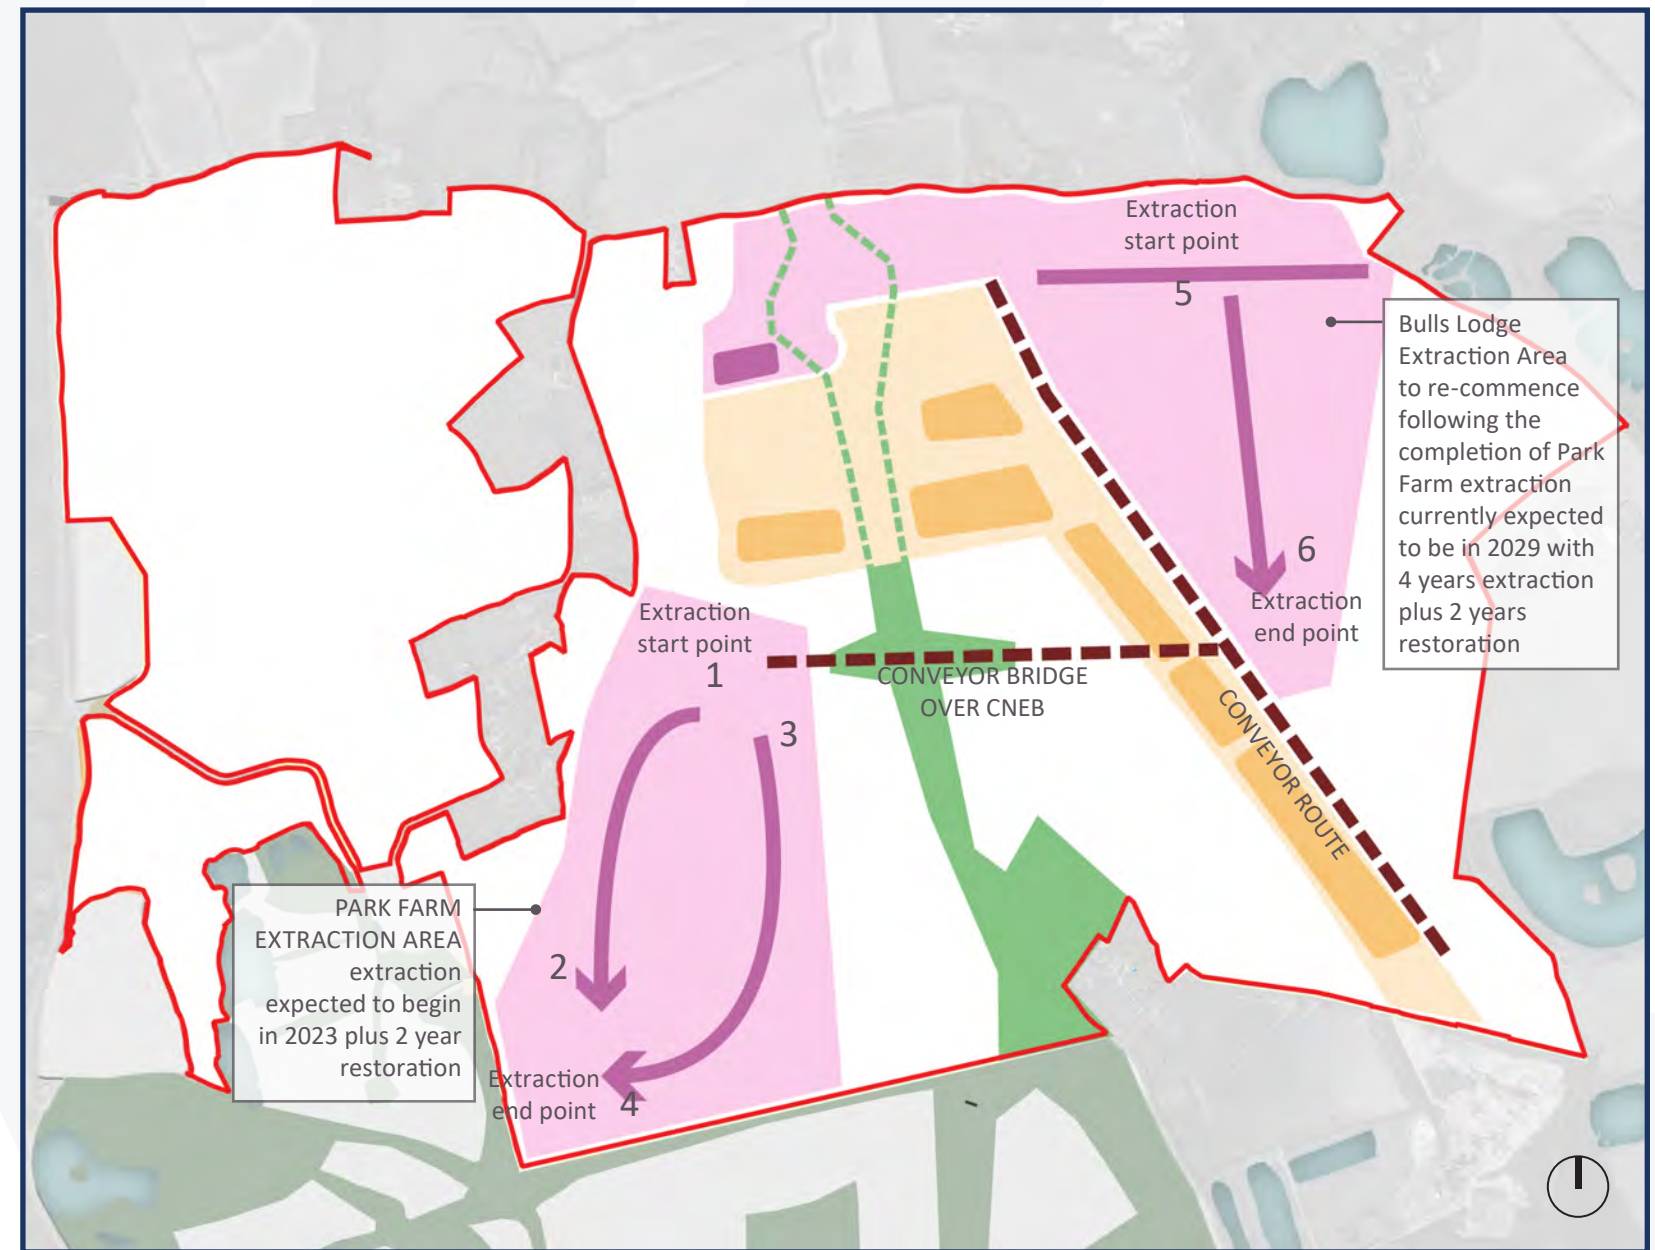 Extraction
start point
5
Bulls Lodge
Extraction Area
to re-commence
following the
completion of Park
Farm extraction
currently expected
to be in 2029 with
4 years extraction
plus 2 years
restoration
6
Extraction
end point
Extraction
start point
1
CONVEYOR BRIDGE
OVER CNEB
3
CONVEYOR ROUTE
PARK FARM
EXTRACTION AREA
extraction
expected to begin
in 2023 plus 2 year
restoration
2
Extraction
end point
4